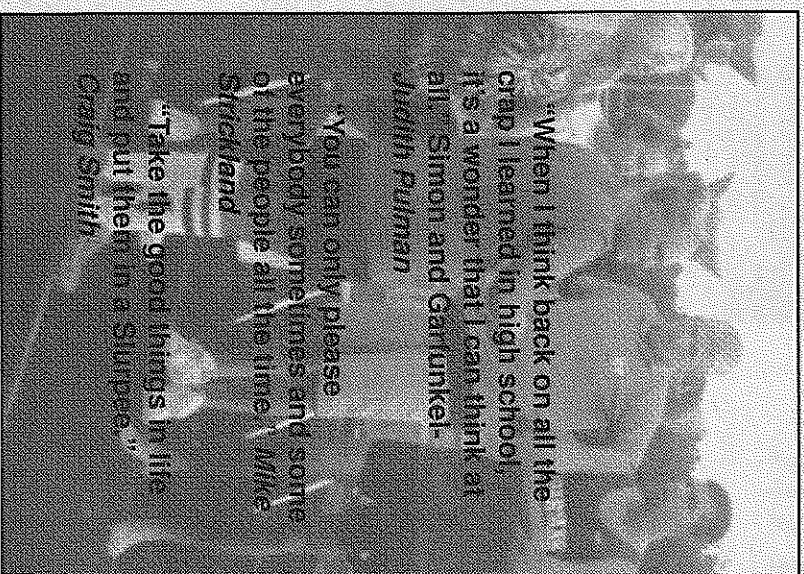 "When I think back on all the
crap I learned in high school,
it's a wonder that I can think at
all." Simon and Garfunkel-
Judith Pulman
"You can only please
everybody sometimes and some
of the people all the time." Mike
Strickland
"Take the good things in life
and put them in a Slurpee."
Craig Smith